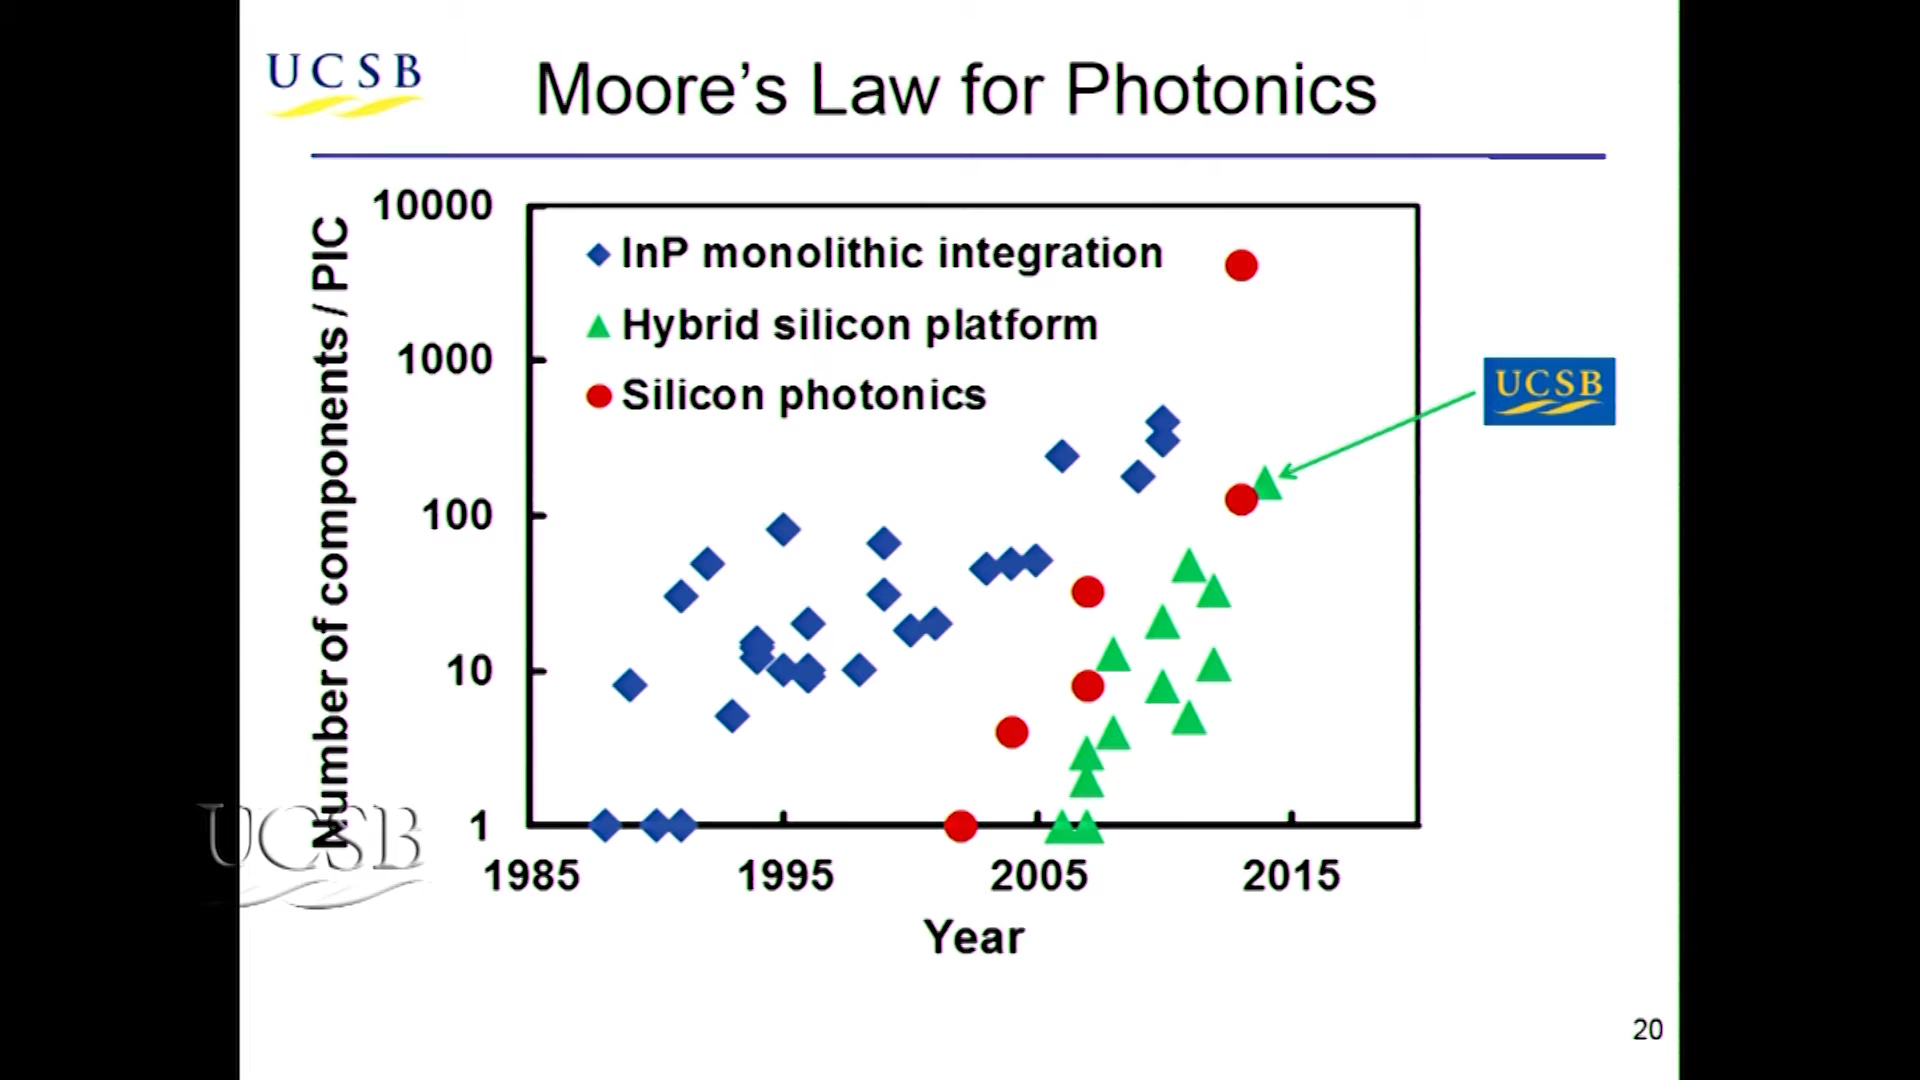 UCSB
Moore's Law for Photonics
10000
1000
100
10
1
Number of components / PIC
InP monolithic integration
Hybrid silicon platform
Silicon photonics
UCSB
UCSB
1985 1995 2005 2015
Year
20